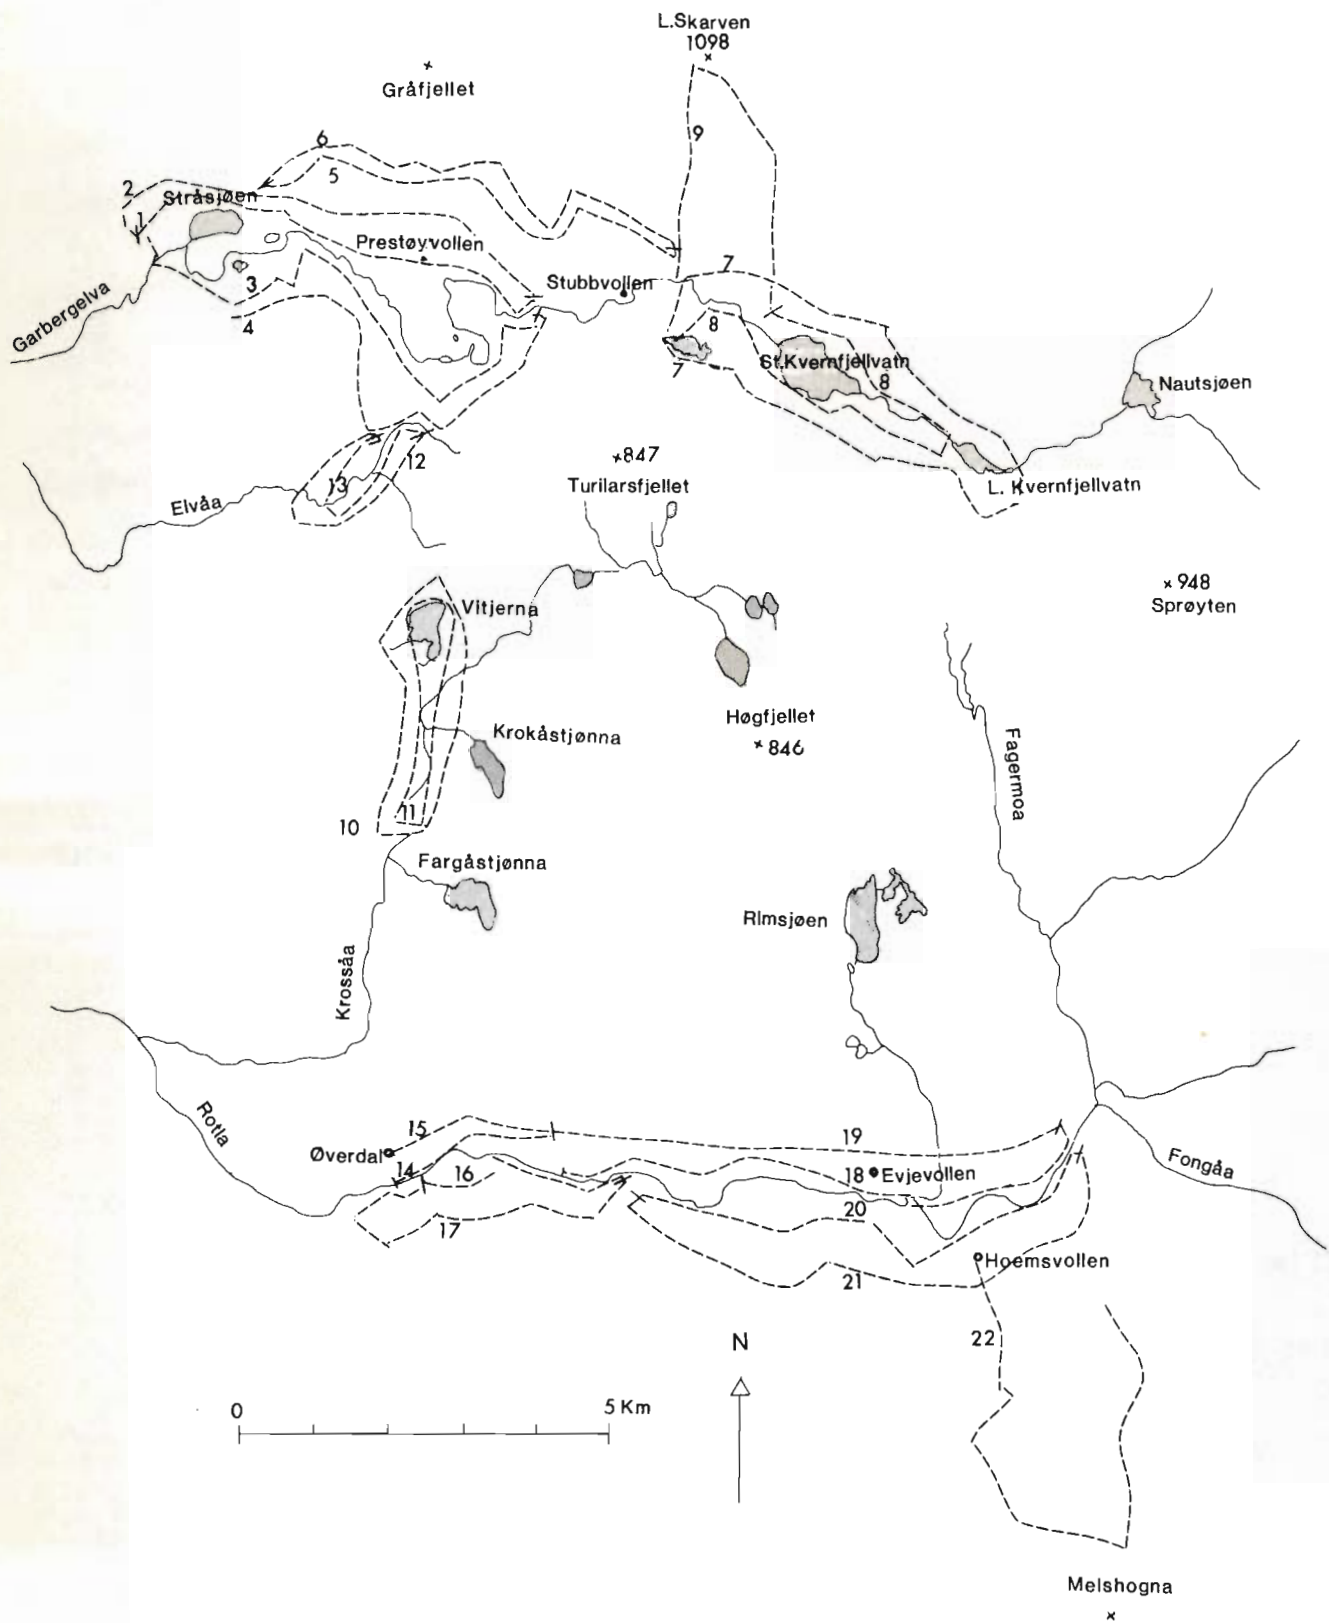 L.Skarven
1098
Gråfjellet
6
9
5
2
Stråsjøen
1
Prestøyvollen
7
Stubbvollen
3
Garbergelva
4
8
St.Kvernfjellvatn
7
8
Nautsjøen
847
12
Turilarsfjellet
13
L. Kvernfjellvatn
Elvåa
948
Sprøyten
Vitjerna
Høgfjellet
846
Krokåstjønna
Fagermoa
11
10
Fargåstjønna
Rimsjøen
Krossåa
Rotla
15
19
Øverdal
14
16
18
Evjevollen
Fongåa
17
20
21
Hoemsvollen
22
N
0
5 Km
Melshogna